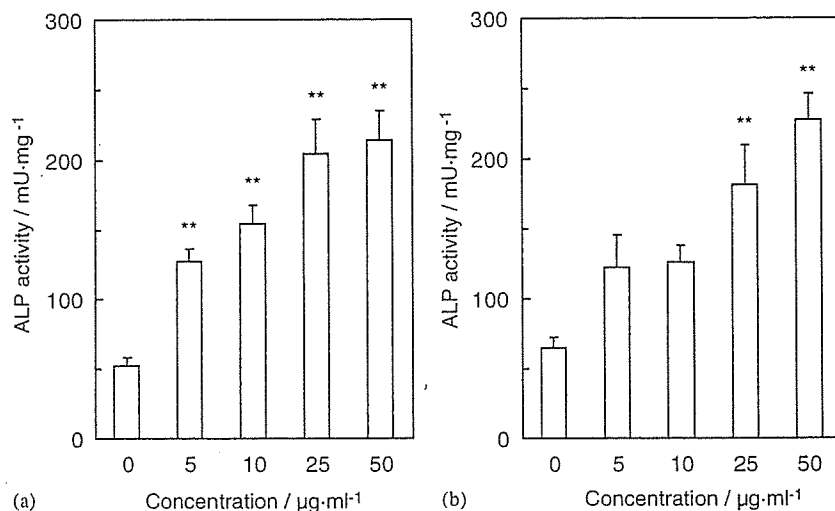 300
200
100
0
ALP activity / mU·mg-1
**
**
**
**
0 5 10 25 50
Concentration / µg·ml-1
(a)
300
200
100
0
ALP activity / mU·mg-1
**
**
0 5 10 25 50
Concentration / µg·ml-1
(b)